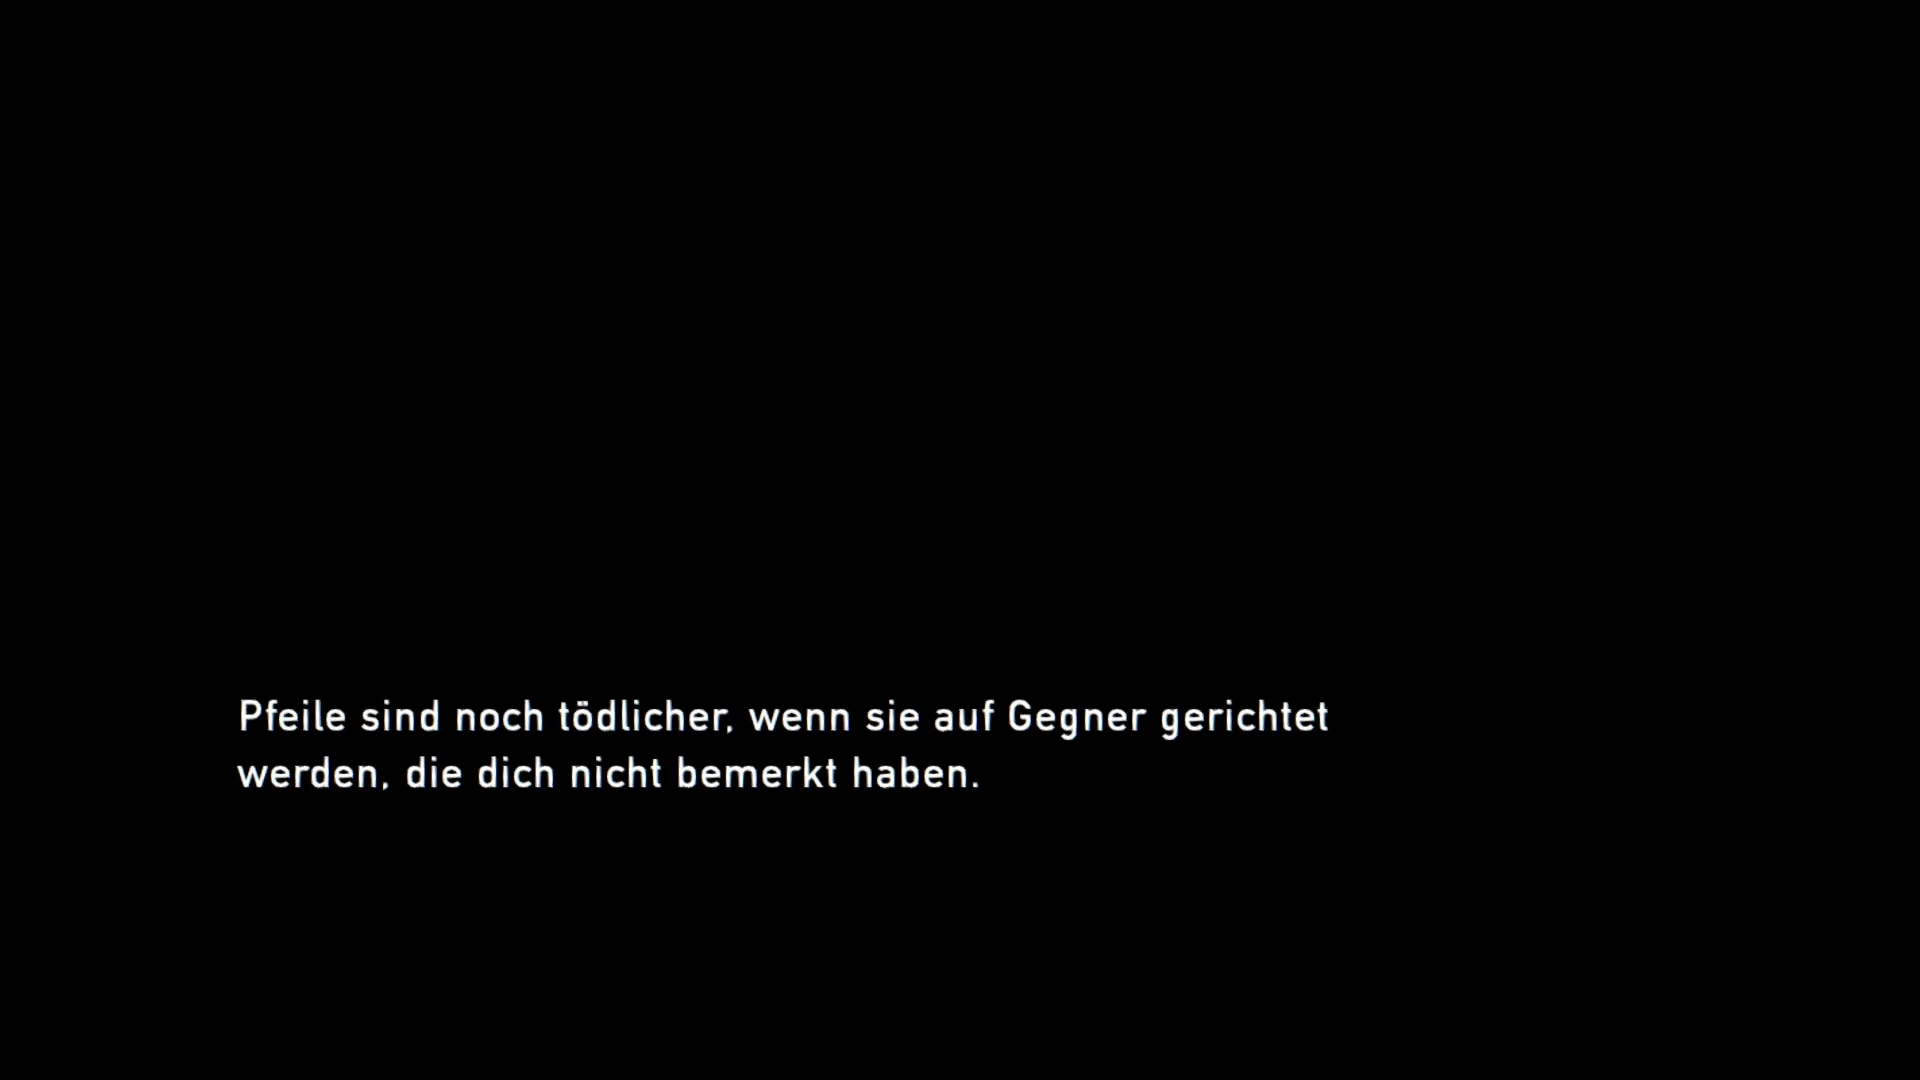 Pfeile sind noch tödlicher, wenn sie auf Gegner gerichtet
werden, die dich nicht bemerkt haben.